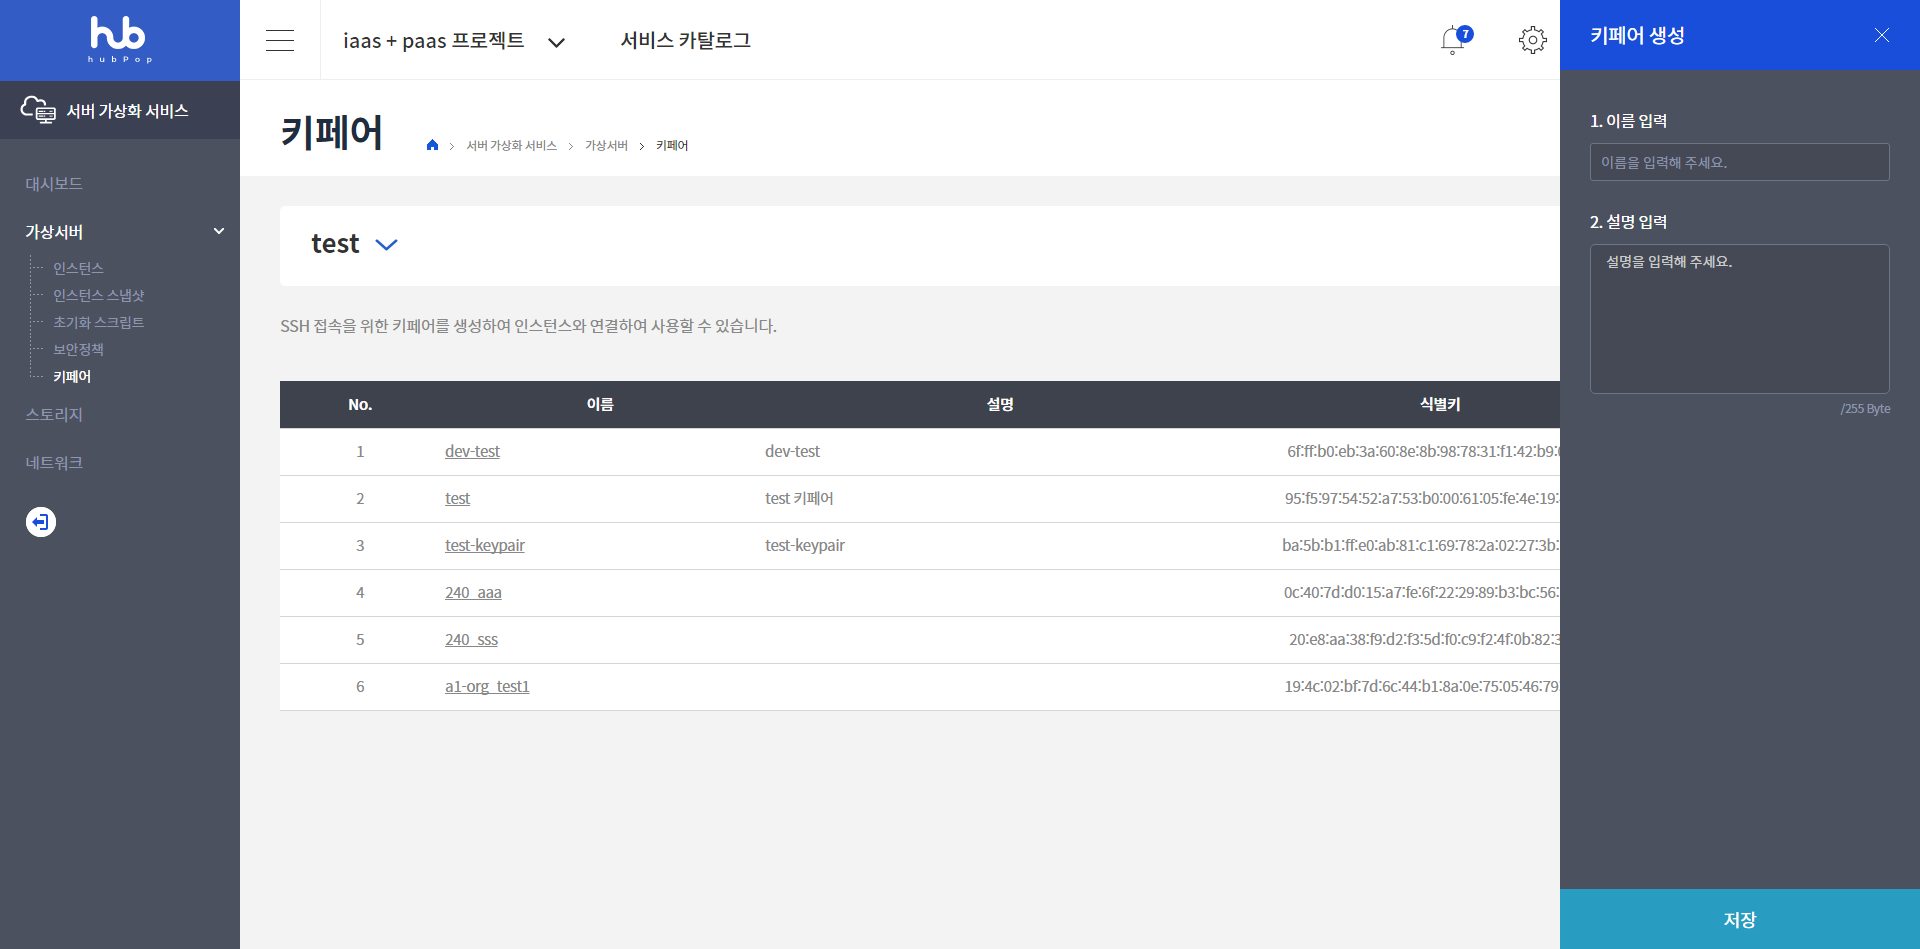 hub
hubPop
서버 가상화 서비스
대시보드
가상서버
인스턴스
인스턴스 스냅샷
초기화 스크립트
보안정책
키페어
스토리지
네트워크
iaas + paas 프로젝트
서비스 카탈로그
7
키페어
서버 가상화 서비스 > 가상서버 > 키페어
test
SSH 접속을 위한 키페어를 생성하여 인스턴스와 연결하여 사용할 수 있습니다.
No. 이름 설명 식별키
1 dev-test dev-test 6f:ff:b0:eb:3a:60:8e:8b:98:78:31:f1:42:b9:
2 test test 키페어 95:f5:97:54:52:a7:53:b0:00:61:05:fe:4e:19:
3 test-keypair test-keypair ba:5b:b1:ff:e0:ab:81:c1:69:78:2a:02:27:3b:
4 240_aaa 0c:40:7d:d0:15:a7:fe:6f:22:29:89:b3:bc:56:
5 240_sss 20:e8:aa:38:f9:d2:f3:5d:f0:c9:f2:4f:0b:82:3
6 a1-org_test1 19:4c:02:bf:7d:6c:44:b1:8a:0e:75:05:46:79:
키페어 생성
1. 이름 입력
이름을 입력해 주세요.
2. 설명 입력
설명을 입력해 주세요.
/255 Byte
저장